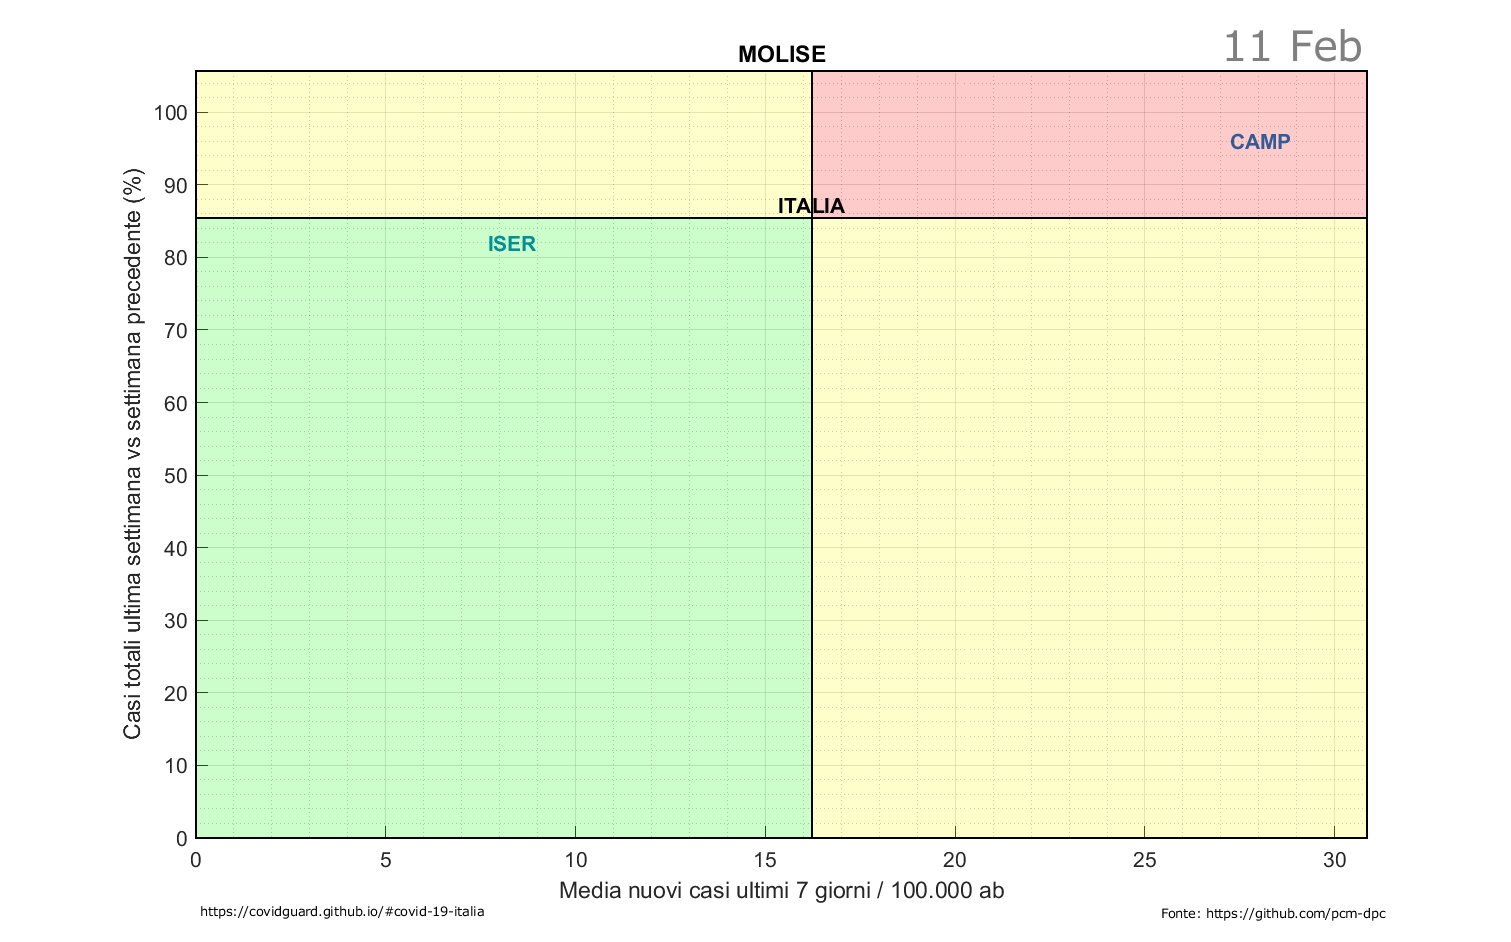 11 Feb
MOLISE
Casi totali ultima settimana vs settimana precedente (%)
100
90
80
70
60
50
40
30
20
10
0
CAMP
ITALIA
ISER
0 5 10 15 20 25 30
Media nuovi casi ultimi 7 giorni / 100.000 ab
https://covidguard.github.io/#covid-19-italia
Fonte: https://github.com/pcm-dpc